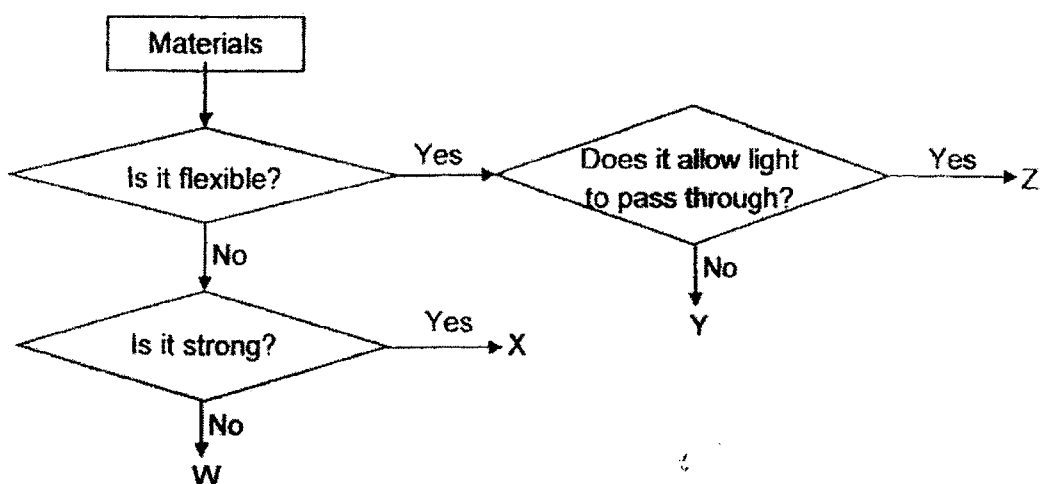 Materials
Is it flexible?
Yes
Does it allow light
to pass through?
Yes
Z
No
No
Y
Is it strong?
Yes
X
No
W